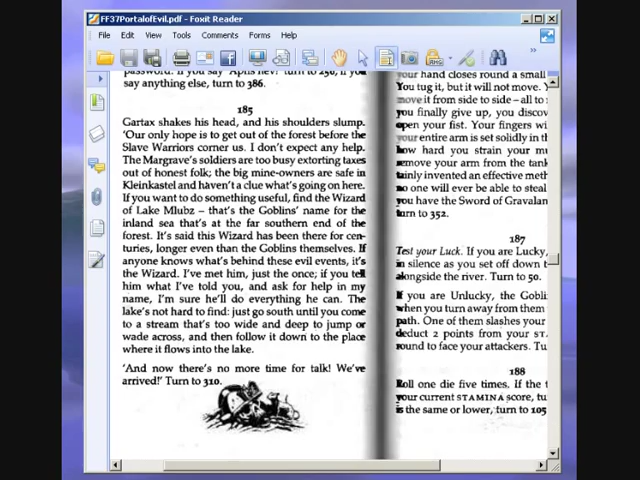 FF37PortalofEvil.pdf - Foxit Reader
File Edit View Tools Comments Forms Help
say anything else, turn to 386.
185
Gartax shakes his head, and his shoulders slump.
'Our only hope is to get out of the forest before the
Slave Warriors corner us. I don't expect any help.
The Margrave's soldiers are too busy extorting taxes
out of honest folk; the big mine-owners are safe in
Kleinkastel and haven't a clue what's going on here.
If you want to do something useful, find the Wizard
of Lake Mlubz – that's the Goblins' name for the
inland sea that's at the far southern end of the
forest. It's said this Wizard has been there for cen-
turies, longer even than the Goblins themselves. If
anyone knows what's behind these evil events, it's
the Wizard. I've met him, just the once; if you tell
him what I've told you, and ask for help in my
name, I'm sure he'll do everything he can. The
lake's not hard to find: just go south until you come
to a stream that's too wide and deep to jump or
wade across, and then follow it down to the place
where it flows into the lake.
'And now there's no more time for talk! We've
arrived!' Turn to 310.
your hand closes round a small
You tug it, but it will not move.
move it from side to side – all to
you finally give up, you discov
open your fist. Your fingers wi
your entire arm is set solidly in t
how hard you strain your mu
remove your arm from the tank
tainly invented an effective meth
no one will ever be able to steal
you have the Sword of Gravalan
turn to 352.
187
Test your Luck. If you are Lucky,
in silence as you set off down t
alongside the river. Turn to 50.
If you are Unlucky, the Gobli
when you turn away from them
path. One of them slashes your
deduct 2 points from your STA
round to face your attackers. Tu
188
Roll one die five times. If the t
your current STAMINA score, tu
is the same or lower, turn to 105